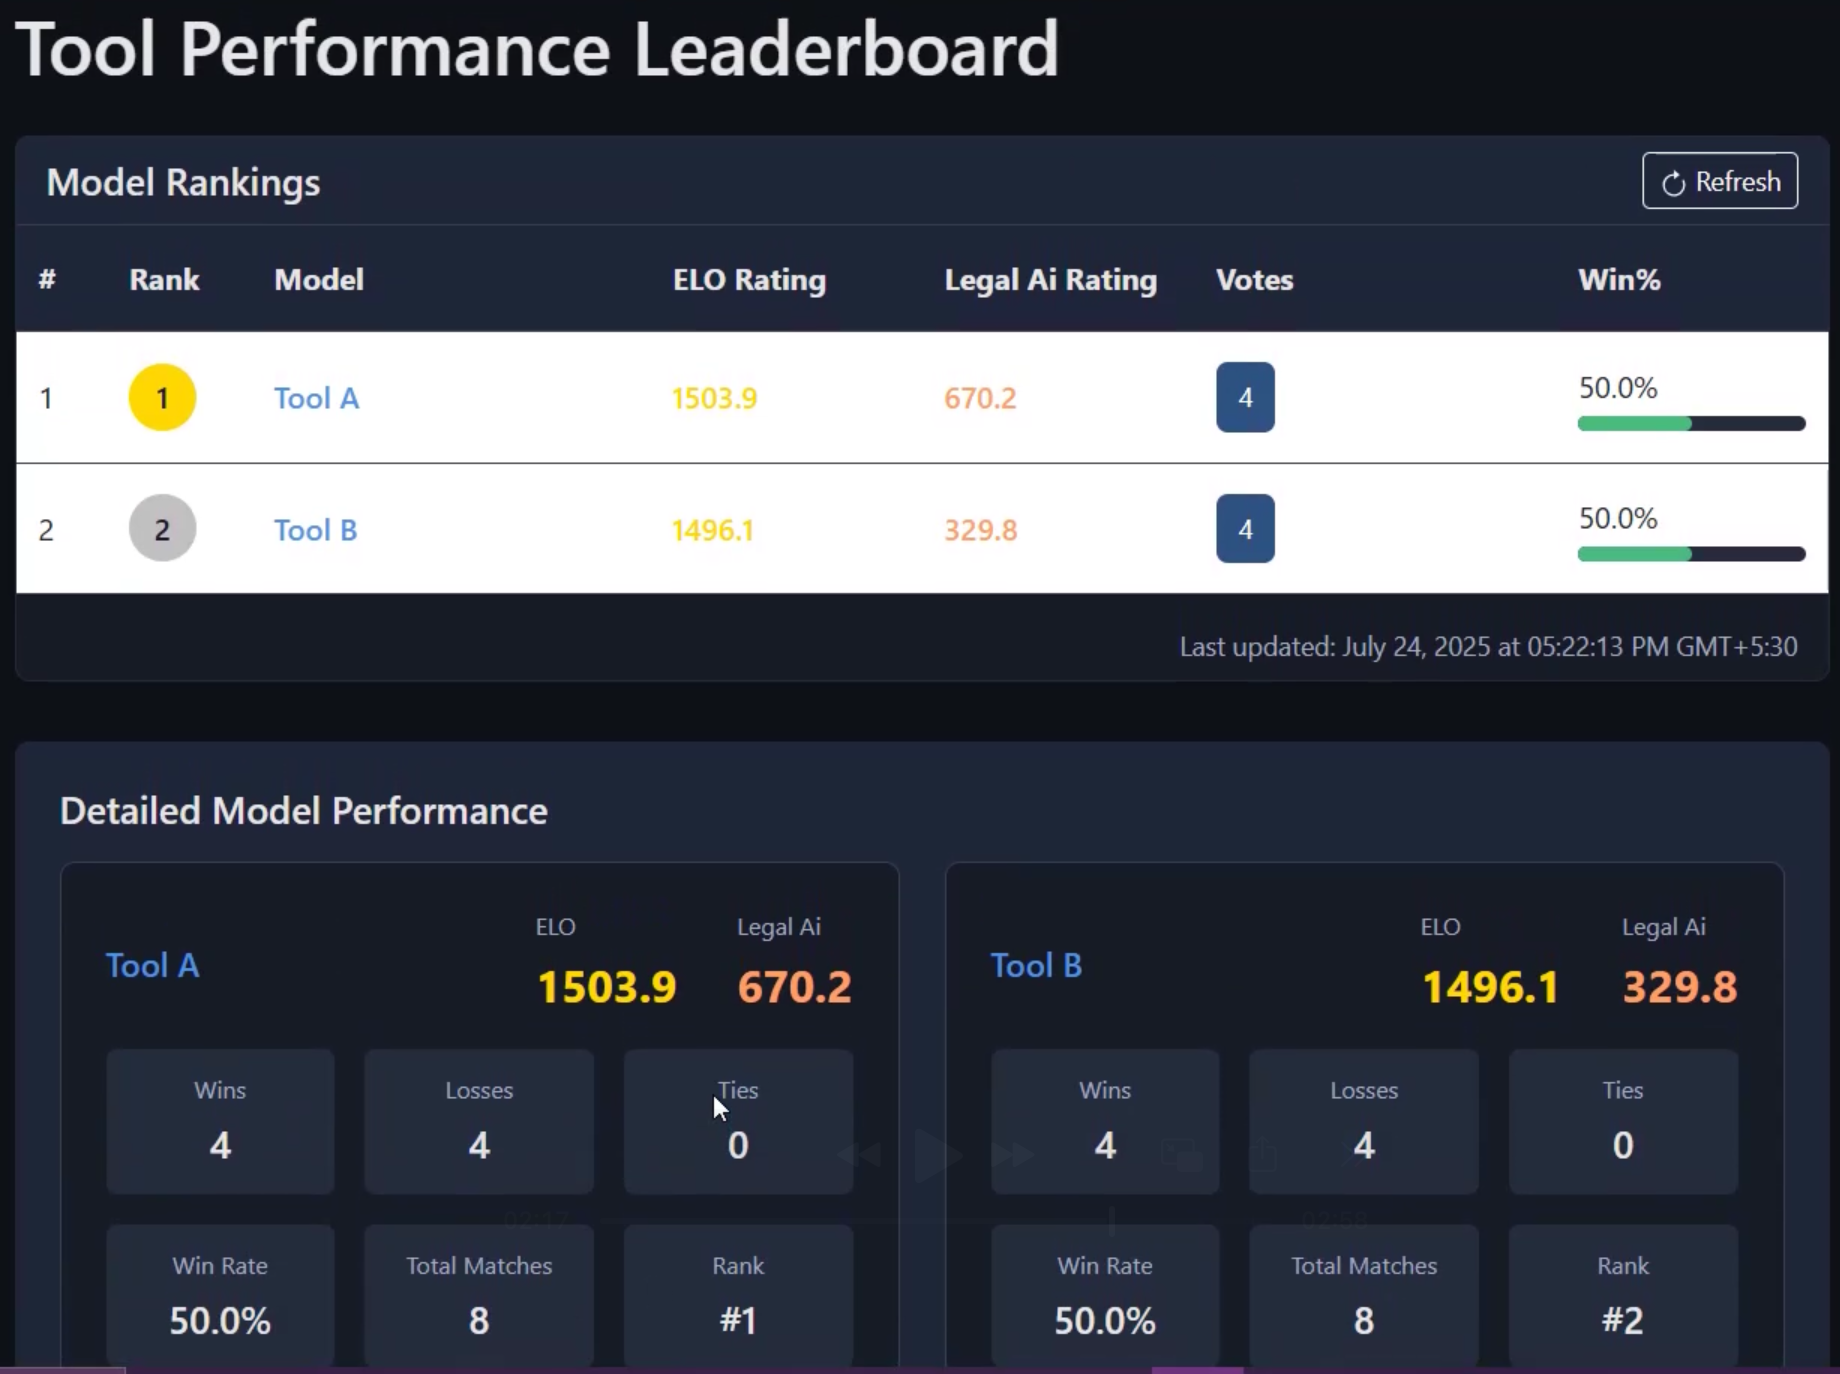 Tool Performance Leaderboard
Model Rankings
Refresh
# Rank Model ELO Rating Legal Ai Rating Votes Win%
1 1 Tool A 1503.9 670.2 4 50.0%
2 2 Tool B 1496.1 329.8 4 50.0%
Last updated: July 24, 2025 at 05:22:13 PM GMT+5:30
Detailed Model Performance
Tool A
ELO Legal Ai
1503.9 670.2
Wins Losses Ties
4 4 0
Win Rate Total Matches Rank
50.0% 8 #1
Tool B
ELO Legal Ai
1496.1 329.8
Wins Losses Ties
4 4 0
Win Rate Total Matches Rank
50.0% 8 #2